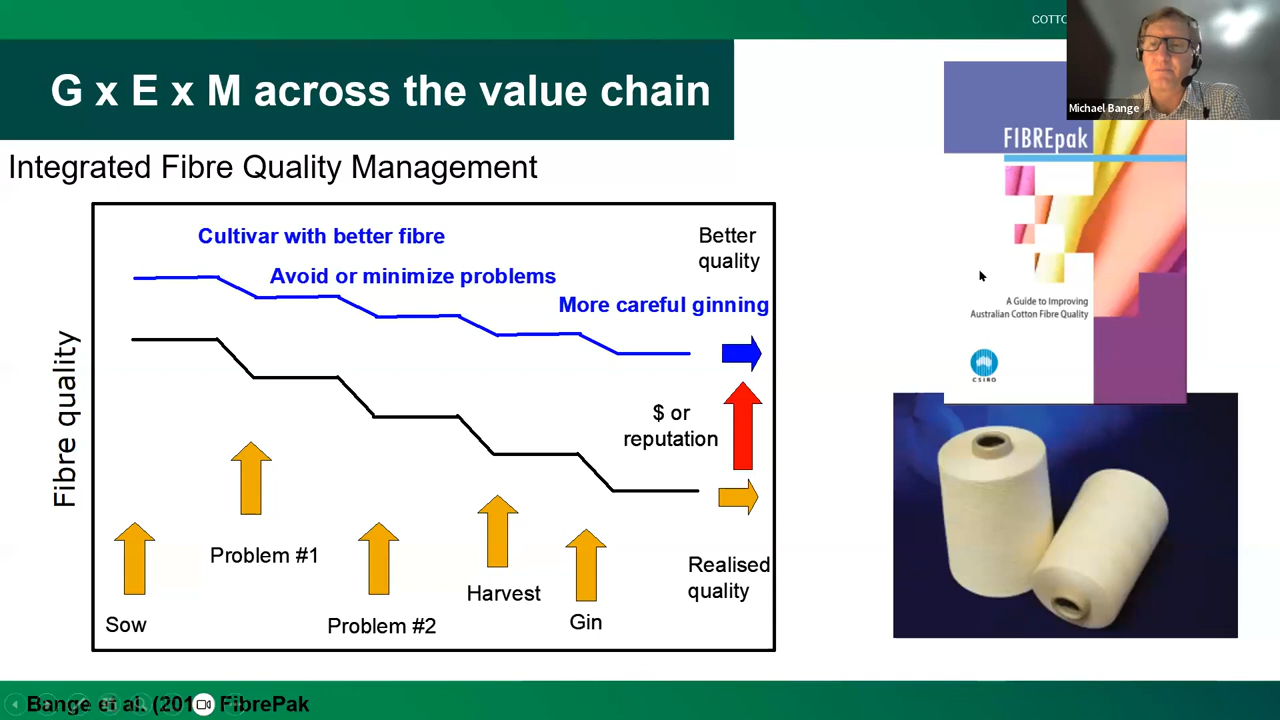 COTTO
G x E x M across the value chain
Michael Bange
Integrated Fibre Quality Management
FIBREpak
A Guide to Improving
Australian Cotton Fibre Quality
CSIRO
Fibre quality
Cultivar with better fibre
Better
quality
Avoid or minimize problems
More careful ginning
$ or
reputation
Problem #1
Realised
quality
Harvest
Sow
Problem #2
Gin
Bange et al. (201 FibrePak